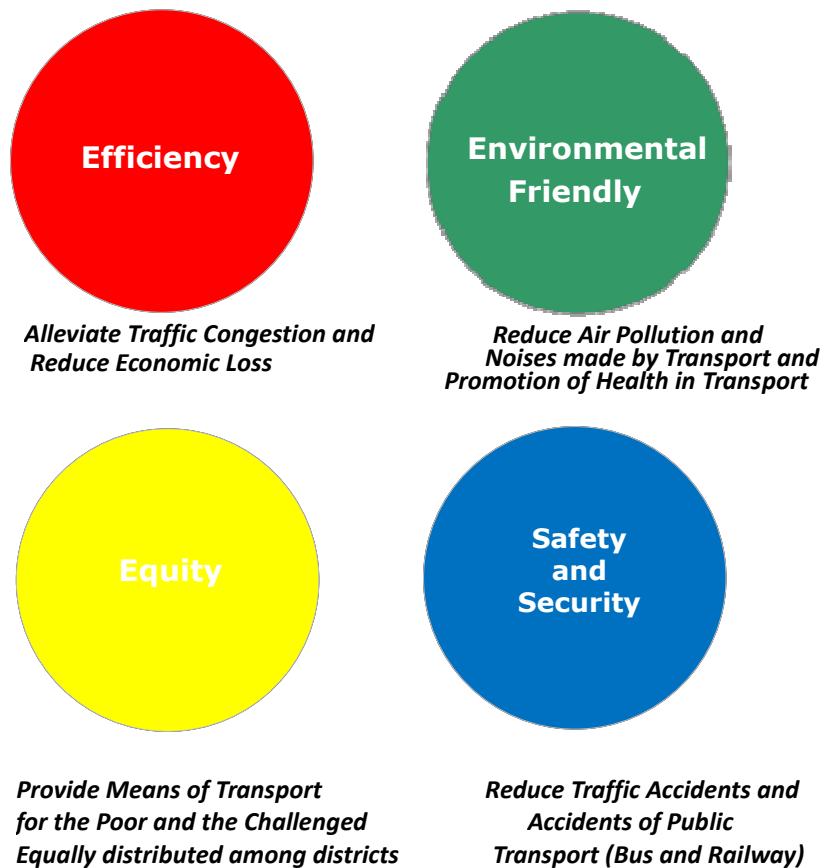 Efficiency
Alleviate Traffic Congestion and
Reduce Economic Loss
Environmental
Friendly
Reduce Air Pollution and
Noises made by Transport and
Promotion of Health in Transport
Equity
Provide Means of Transport
for the Poor and the Challenged
Equally distributed among districts
Safety
and
Security
Reduce Traffic Accidents and
Accidents of Public
Transport (Bus and Railway)